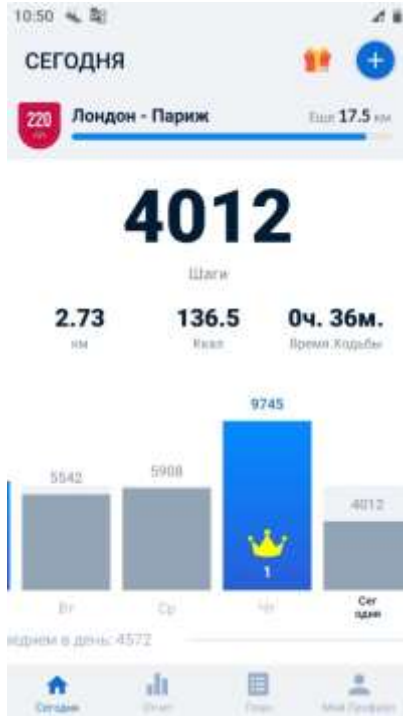 10:50
СЕГОДНЯ
220
Лондон - Париж
Еще 17.5 км
4012
Шаги
2.73
136.5
0ч. 36м.
км
Ккал
Время Ходьбы
9745
5542
5908
4012
1
Вт
Ср
Чт
Сег
одня
в день: 4572
Сегодня
Отчет
План
Мой Профиль